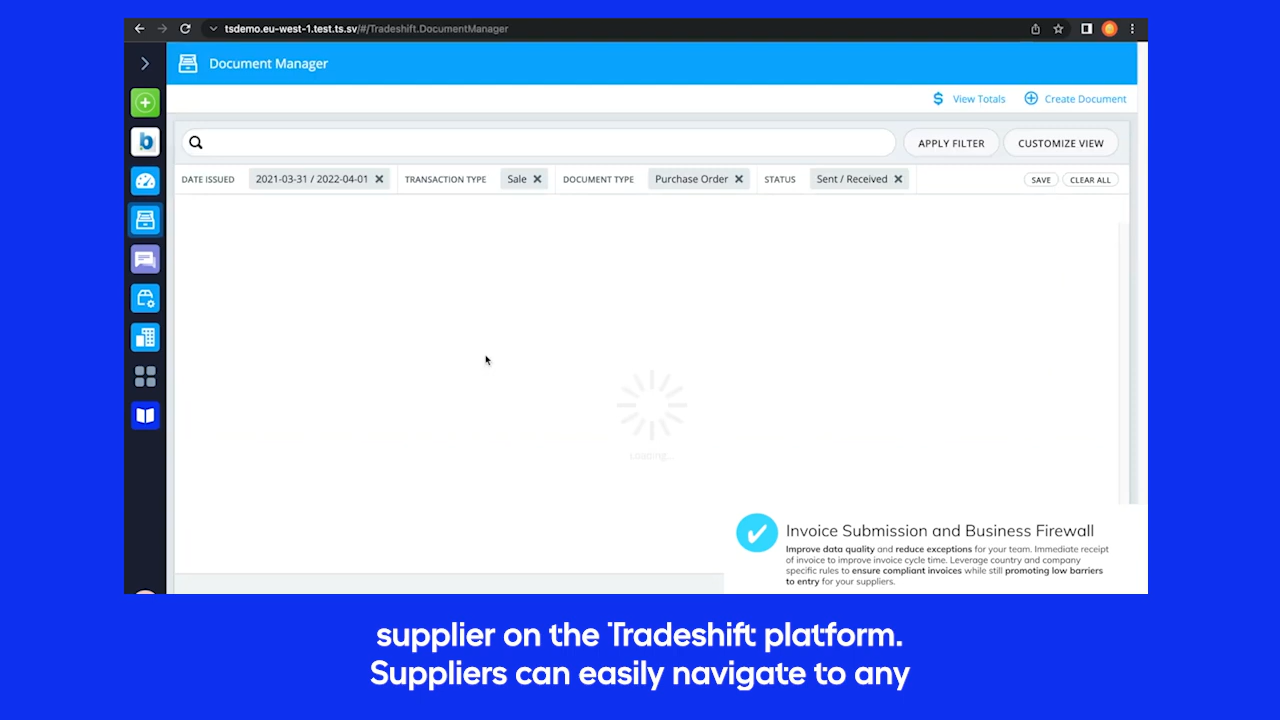 tsdemo.eu-west-1.test.ts.sv/#/Tradeshift.DocumentManager
Document Manager
View Totals
Create Document
APPLY FILTER
CUSTOMIZE VIEW
DATE ISSUED
2021-03-31 / 2022-04-01
TRANSACTION TYPE
Sale
DOCUMENT TYPE
Purchase Order
STATUS
Sent / Received
SAVE
CLEAR ALL
b
Loading...
Invoice Submission and Business Firewall
Improve data quality and reduce exceptions for your team. Immediate receipt
of invoice to improve invoice cycle time. Leverage country and company
specific rules to ensure compliant invoices while still promoting low barriers
to entry for your suppliers.
supplier on the Tradeshift platform.
Suppliers can easily navigate to any